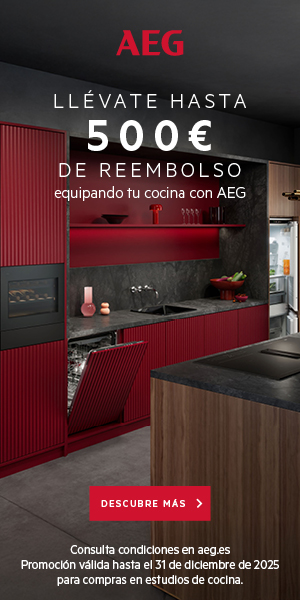 AEG
LLÉVATE HASTA
500€
DE REEMBOLSO
equipando tu cocina con AEG
DESCUBRE MÁS
Consulta condiciones en aeg.es
Promoción válida hasta el 31 de diciembre de 2025
para compras en estudios de cocina.